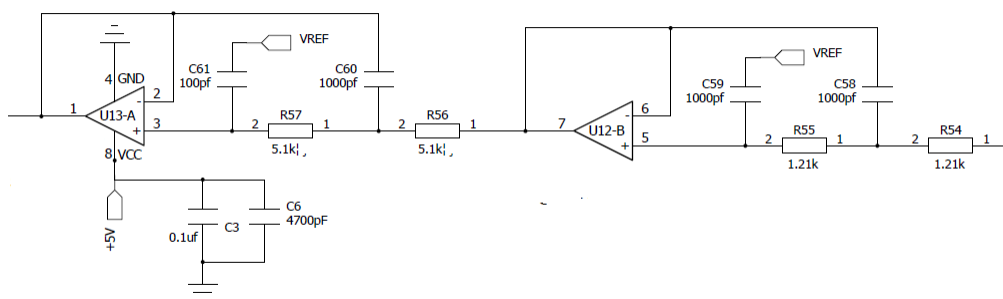 VREF
C61
100pf
C60
1000pf
4 GND
2
1
U13-A
-
+
3
2
R57
1
2
R56
1
5.1k¦,
5.1k¦,
8 VCC
+5V
0.1uf
C3
C6
4700pF
VREF
C59
1000pf
C58
1000pf
6
7
U12-B
-
+
5
2
R55
1
2
R54
1
1.21k
1.21k